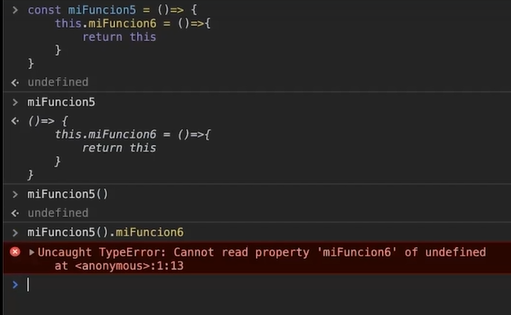 > const miFuncion5 = ()=> {
this.miFuncion6 = ()=>{
return this
}
}
<· undefined
> miFuncion5
<· ()=> {
this.miFuncion6 = ()=>{
return this
}
}
> miFuncion5()
<· undefined
> miFuncion5().miFuncion6
▶Uncaught TypeError: Cannot read property 'miFuncion6' of undefined
at <anonymous>:1:13
>